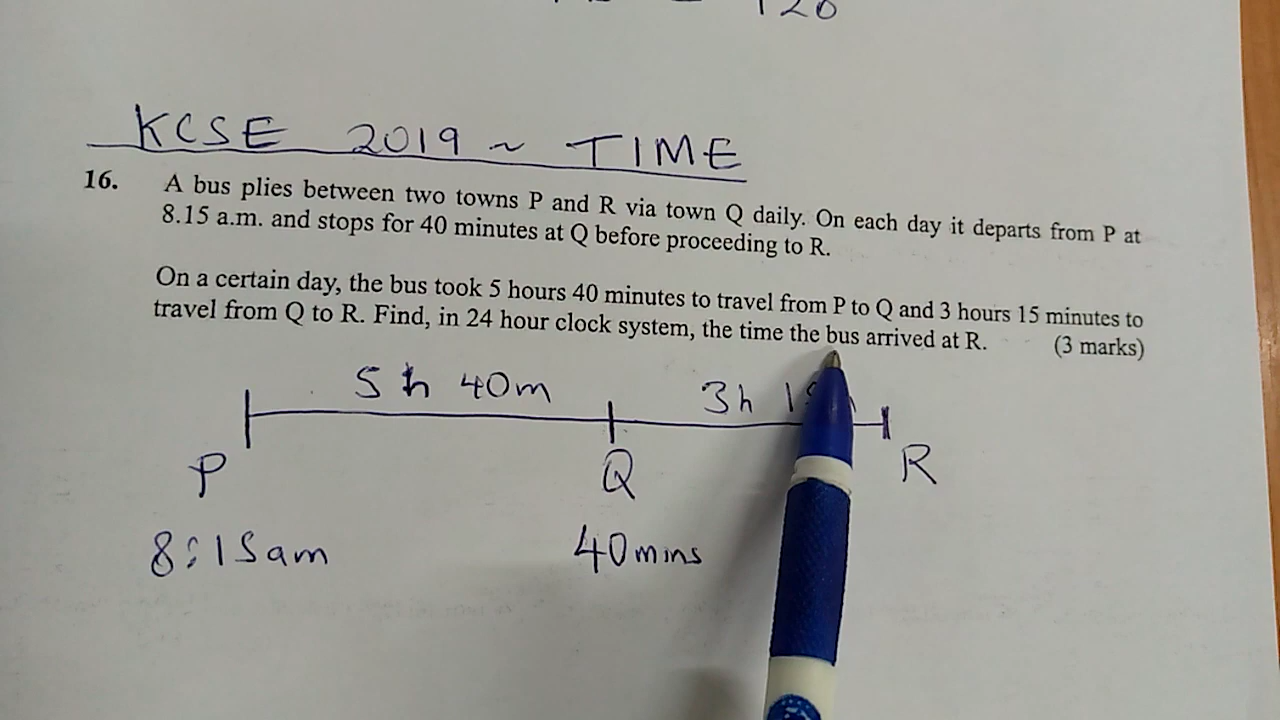 KCSE 2019 ~ TIME
16. A bus plies between two towns P and R via town Q daily. On each day it departs from P at
8.15 a.m. and stops for 40 minutes at Q before proceeding to R.
On a certain day, the bus took 5 hours 40 minutes to travel from P to Q and 3 hours 15 minutes to
travel from Q to R. Find, in 24 hour clock system, the time the bus arrived at R. (3 marks)
5h 40m 3h
P Q R
8:15am 40mins